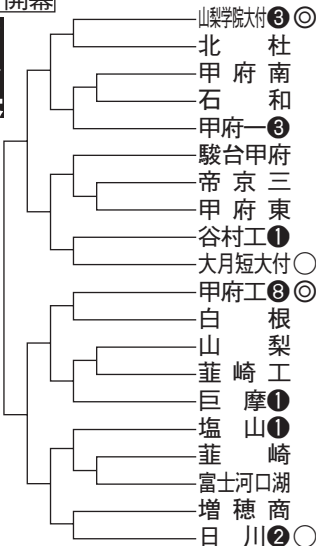 開幕
山梨学院大付❸◎
北杜
甲府南
石和
甲府一❸
駿台甲府
帝京三
甲府東
谷村工❶
大月短大付○
甲府工❽◎
白根
山梨
韮崎工
巨摩❶
塩山❶
韮崎
富士河口湖
増穂商
日川❷○